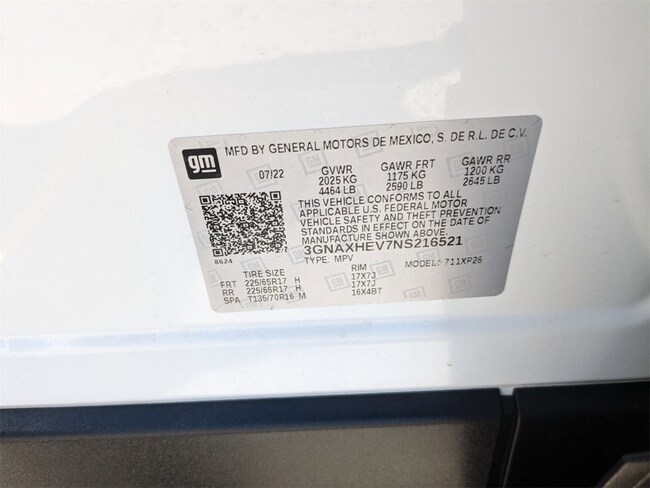 gm
MFD BY GENERAL MOTORS DE MEXICO, S. DE R.L. DE C.V.
07/22 GVWR GAWR FRT GAWR RR
2025 KG 1175 KG 1200 KG
4464 LB 2590 LB 2645 LB
THIS VEHICLE CONFORMS TO ALL
APPLICABLE U.S. FEDERAL MOTOR
VEHICLE SAFETY AND THEFT PREVENTION
STANDARDS IN EFFECT ON THE DATE OF
MANUFACTURE SHOWN ABOVE.
3GNAXHEV7NS216521
8624 TYPE: MPV MODEL: 711XP26
TIRE SIZE RIM
FRT 225/65R17 H 17X7J
RR 225/65R17 H 17X7J
SPA T135/70R16 M 16X4BT